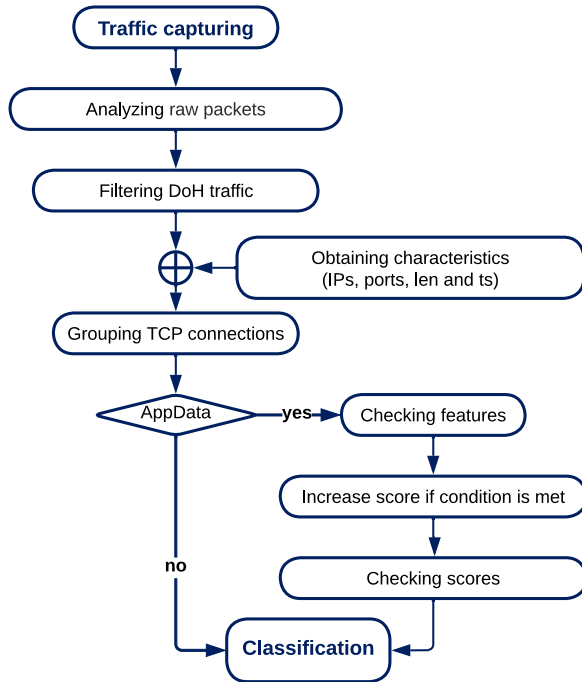 Traffic capturing
Analyzing raw packets
Filtering DoH traffic
Obtaining characteristics
(IPs, ports, len and ts)
Grouping TCP connections
AppData
yes
Checking features
Increase score if condition is met
no
Checking scores
Classification